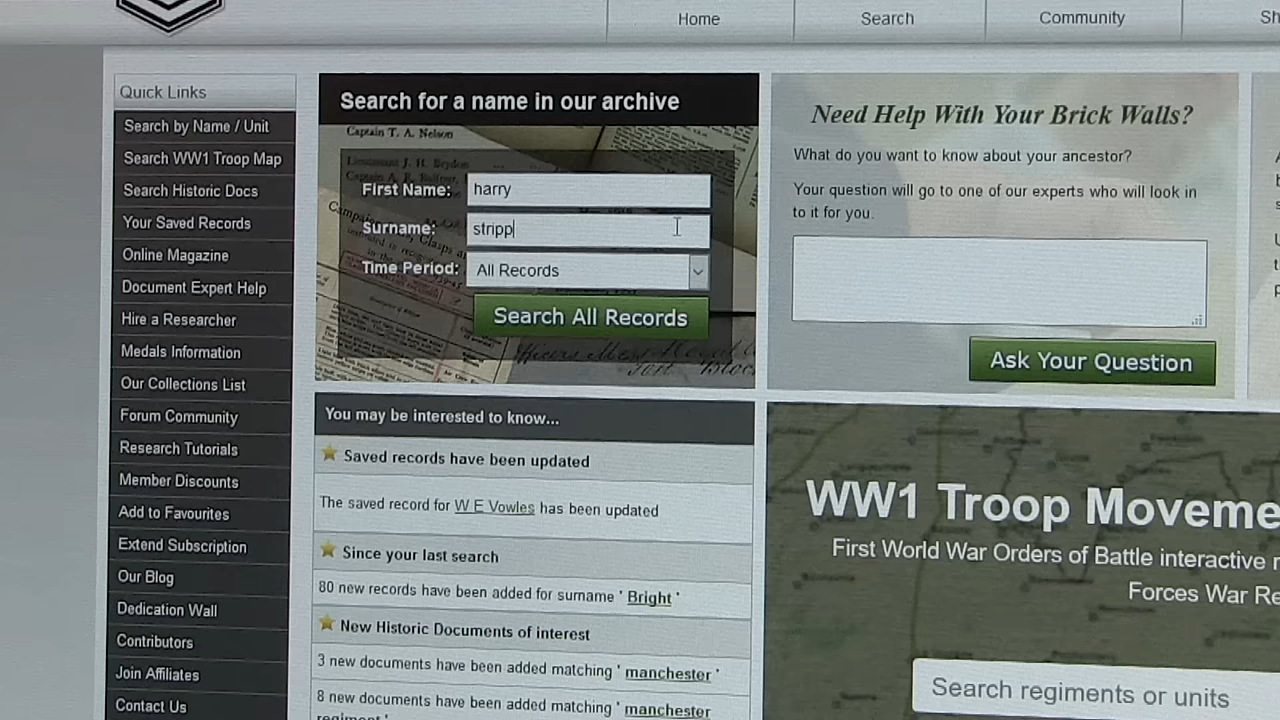 Home
Search
Community
Quick Links
Search by Name / Unit
Search WW1 Troop Map
Search Historic Docs
Your Saved Records
Online Magazine
Document Expert Help
Hire a Researcher
Medals Information
Our Collections List
Forum Community
Research Tutorials
Member Discounts
Add to Favourites
Extend Subscription
Our Blog
Dedication Wall
Contributors
Join Affiliates
Contact Us
Search for a name in our archive
Captain T. A. Nelson
First Name: harry
Surname: stripp
Time Period: All Records
Search All Records
You may be interested to know...
Saved records have been updated
The saved record for W E Vowles has been updated
Since your last search
80 new records have been added for surname ' Bright '
New Historic Documents of interest
3 new documents have been added matching ' manchester '
8 new documents have been added matching ' manchester
regiment '
Need Help With Your Brick Walls?
What do you want to know about your ancestor?
Your question will go to one of our experts who will look in
to it for you.
Ask Your Question
WW1 Troop
First World War Orders of Battle interactive
Forces War
Search regiments or units